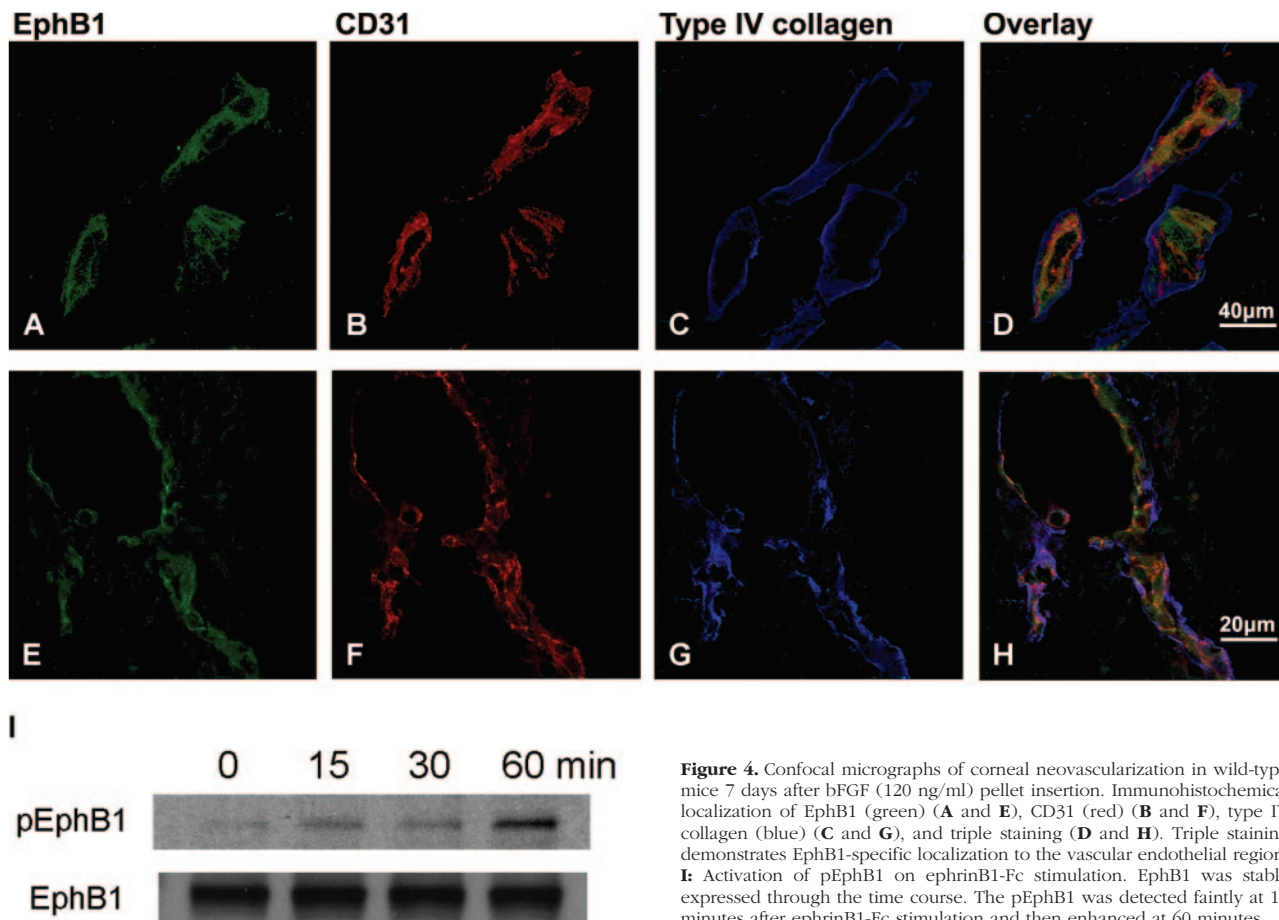 EphB1 CD31 Type IV collagen Overlay
A B C D 40µm
E F G H 20µm
I
0 15 30 60 min
pEphB1
EphB1
Figure 4. Confocal micrographs of corneal neovascularization in wild-typ
mice 7 days after bFGF (120 ng/ml) pellet insertion. Immunohistochemica
localization of EphB1 (green) (A and E), CD31 (red) (B and F), type I
collagen (blue) (C and G), and triple staining (D and H). Triple stainin
demonstrates EphB1-specific localization to the vascular endothelial region
I: Activation of pEphB1 on ephrinB1-Fc stimulation. EphB1 was stabl
expressed through the time course. The pEphB1 was detected faintly at 1
minutes after ephrinB1-Fc stimulation and then enhanced at 60 minutes